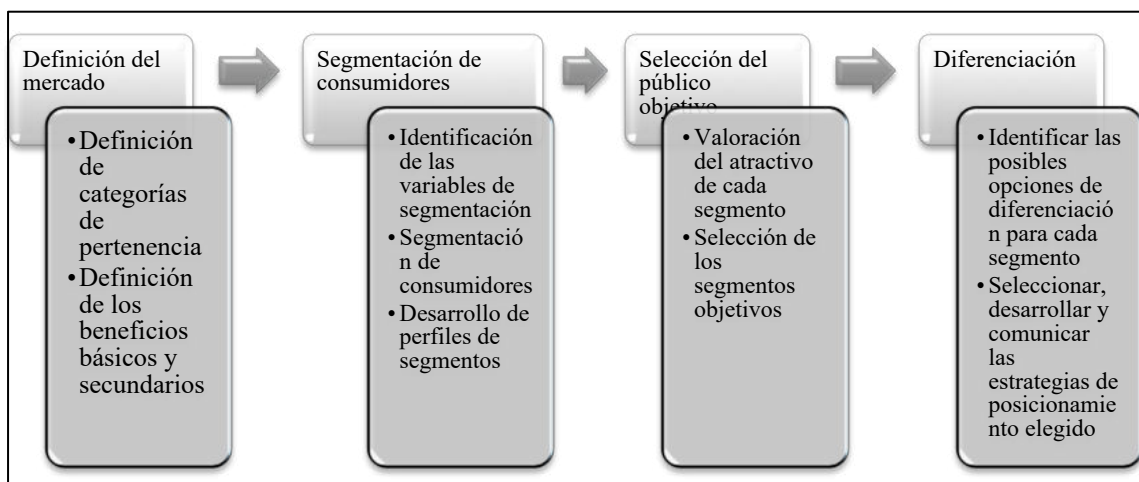 Definición del
mercado
• Definición
de
categorías
de
pertenencia
• Definición
de los
beneficios
básicos y
secundarios
Segmentación de
consumidores
• Identificación
de las
variables de
segmentación
• Segmentació
n de
consumidores
• Desarrollo de
perfiles de
segmentos
Selección del
público
objetivo
• Valoración
del atractivo
de cada
segmento
• Selección de
los
segmentos
objetivos
Diferenciación
• Identificar las
posibles
opciones de
diferenciació
n para cada
segmento
• Seleccionar,
desarrollar y
comunicar
las
estrategias de
posicionamie
nto elegido